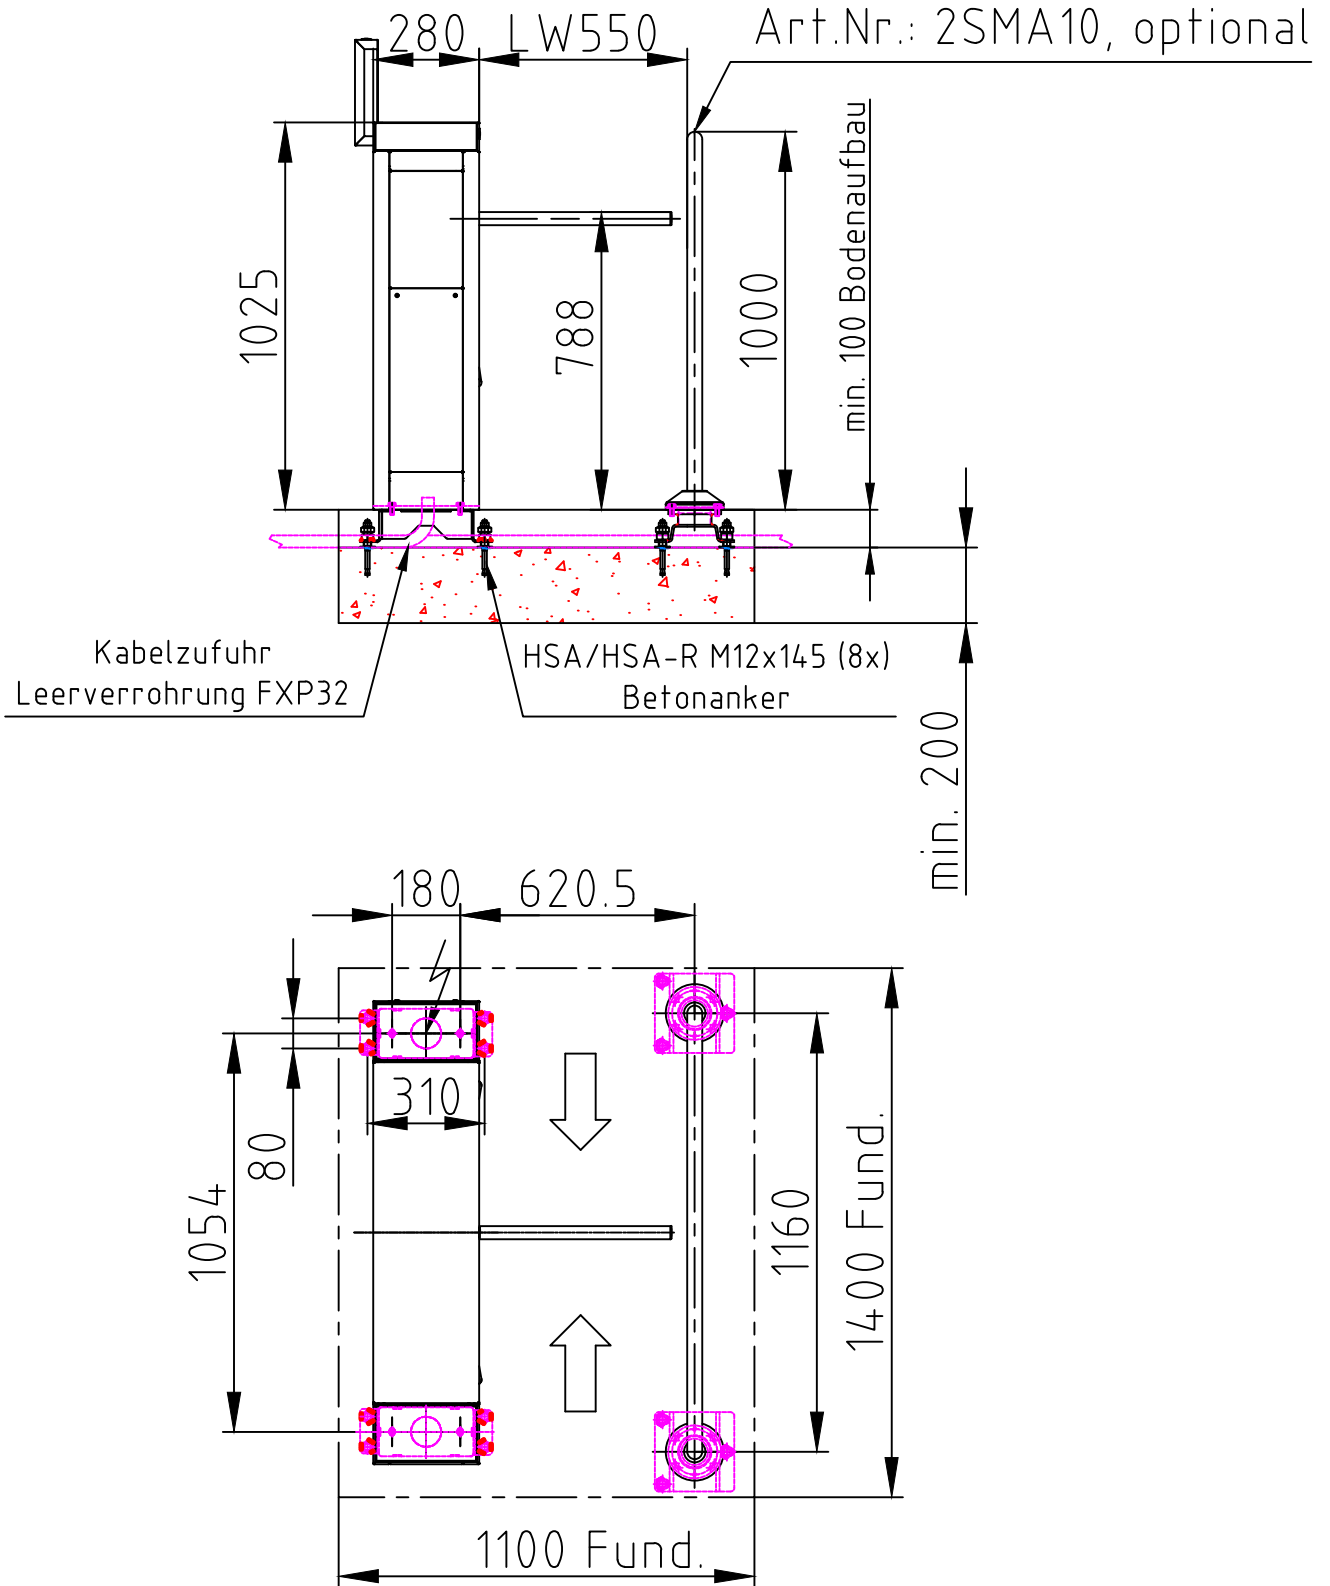 280
LW550
Art.Nr.: 2SMA10, optional
1025
788
1000
min. 100 Bodenaufbau
Kabelzufuhr
Leerverrohrung FXP32
HSA/HSA-R M12x145 (8x)
Betonanker
min. 200
180
620.5
310
80
1054
1160
1400 Fund.
1100 Fund.